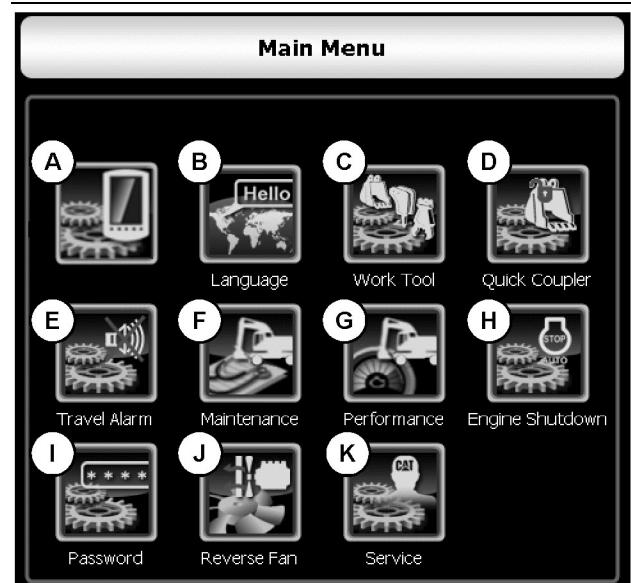 Main Menu
A B C D
Hello
Language Work Tool Quick Coupler
E F G H
STOP
AUTO
Travel Alarm Maintenance Performance Engine Shutdown
I J K
* * * *
CAT
Password Reverse Fan Service